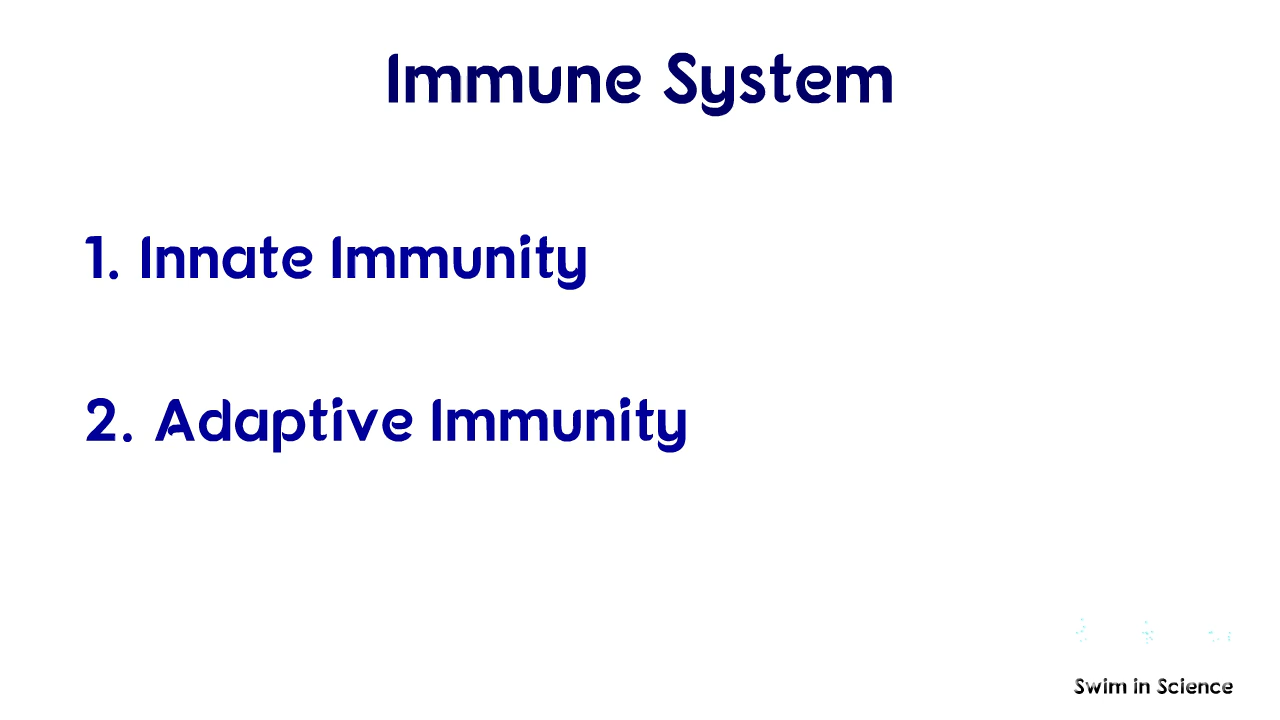 Immune System
1. Innate Immunity
2. Adaptive Immunity
Swim in Science